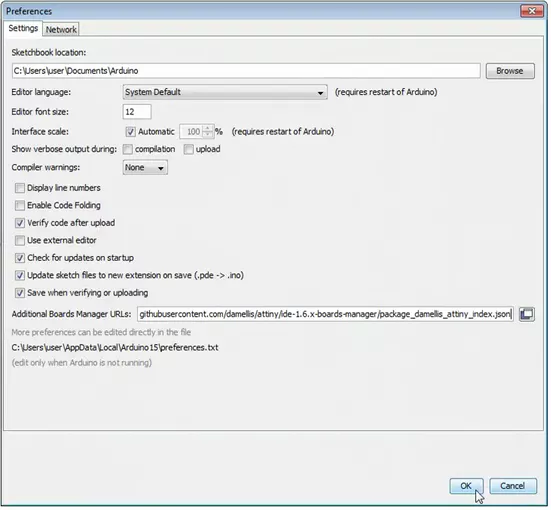 Preferences
Settings Network
Sketchbook location:
C:\Users\user\Documents\Arduino Browse
Editor language: System Default (requires restart of Arduino)
Editor font size: 12
Interface scale: Automatic 100 % (requires restart of Arduino)
Show verbose output during: compilation upload
Compiler warnings: None
Display line numbers
Enable Code Folding
Verify code after upload
Use external editor
Check for updates on startup
Update sketch files to new extension on save (.pde -> .ino)
Save when verifying or uploading
Additional Boards Manager URLs: githubusercontent.com/damellis/attiny/ide-1.6.x-boards-manager/package_damellis_attiny_index.json
More preferences can be edited directly in the file
C:\Users\user\AppData\Local\Arduino15\preferences.txt
(edit only when Arduino is not running)
OK Cancel